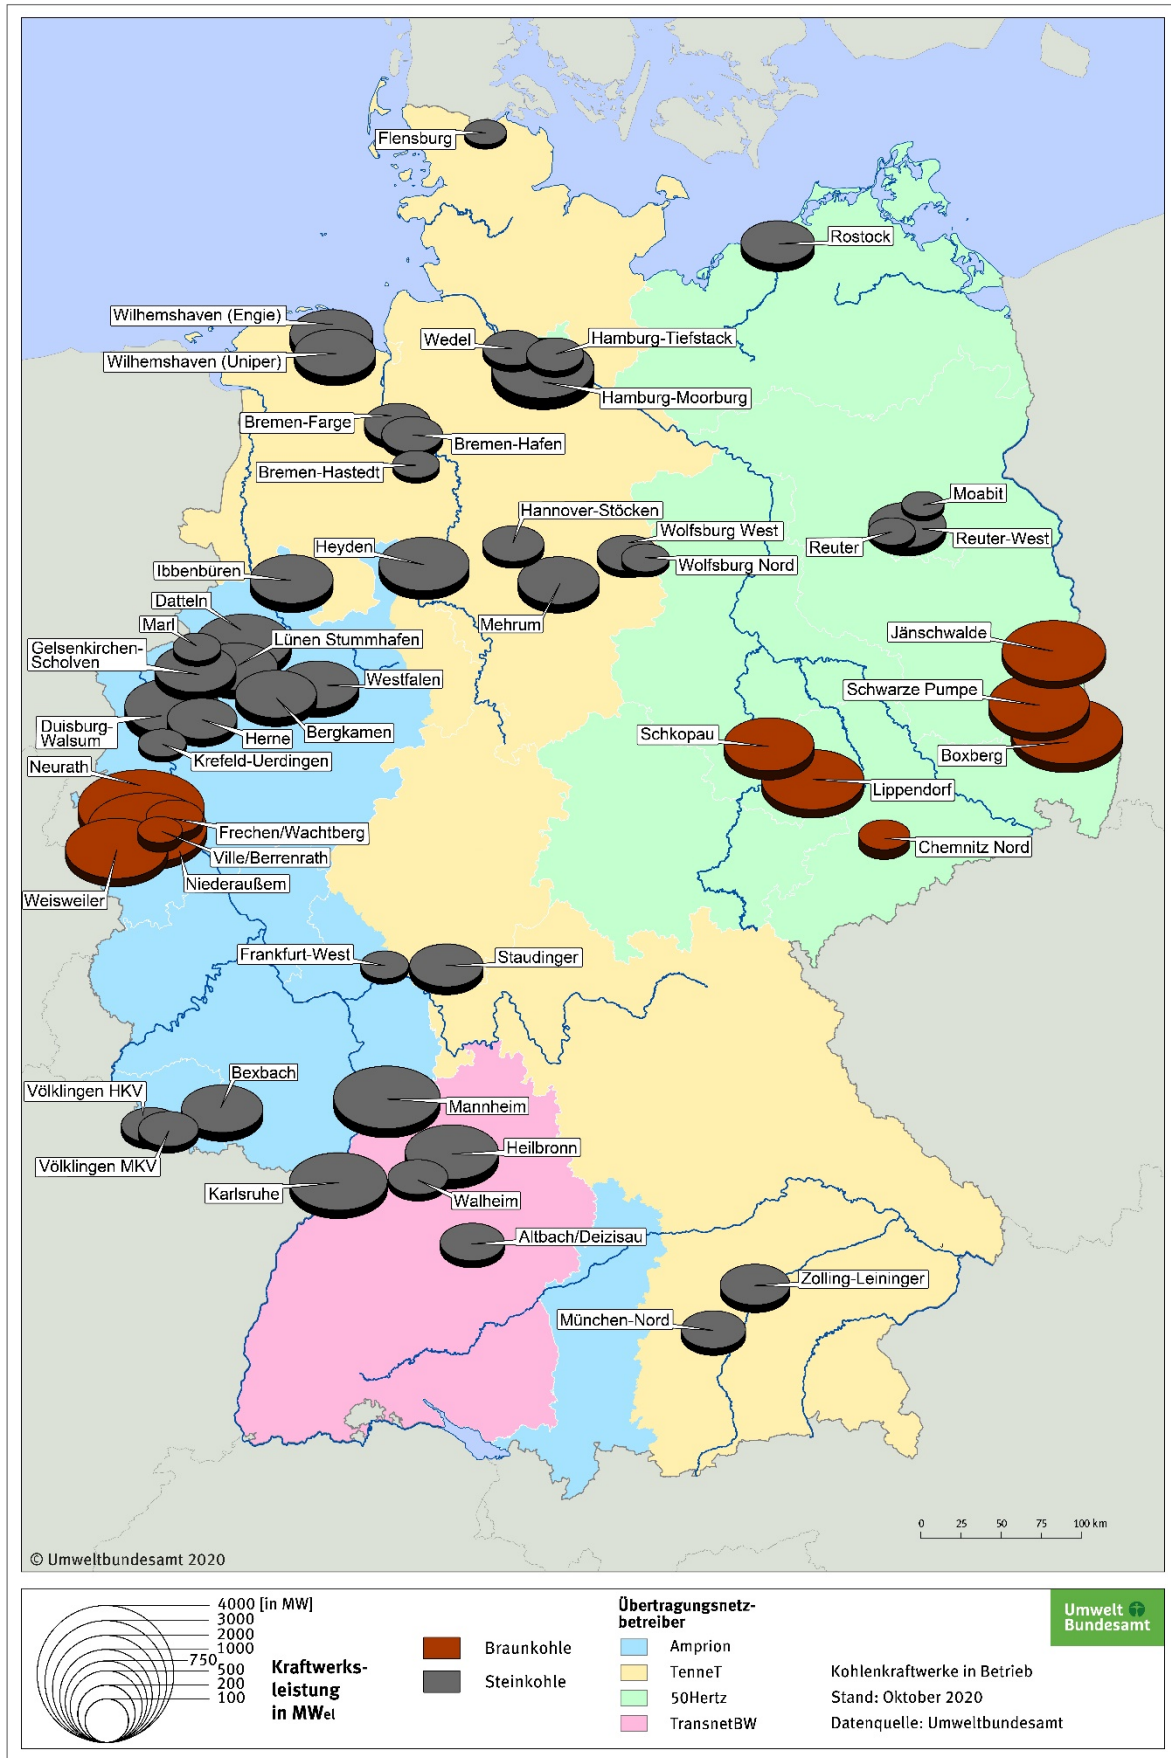 Flensburg
Rostock
Wilhemshaven (Engie)
Wedel
Hamburg-Tiefstack
Wilhemshaven (Uniper)
Hamburg-Moorburg
Bremen-Farge
Bremen-Hafen
Bremen-Hastedt
Moabit
Hannover-Stöcken
Wolfsburg West
Reuter-West
Reuter
Heyden
Wolfsburg Nord
Ibbenbüren
Datteln
Mehrum
Marl
Lünen Stummhafen
Jänschwalde
Gelsenkirchen-
Scholven
Westfalen
Schwarze Pumpe
Duisburg-
Walsum
Herne
Bergkamen
Schkopau
Boxberg
Krefeld-Uerdingen
Neurath
Lippendorf
Frechen/Wachtberg
Chemnitz Nord
Ville/Berrenrath
Niederaußem
Weisweiler
Frankfurt-West
Staudinger
Bexbach
Völklingen HKV
Mannheim
Heilbronn
Völklingen MKV
Karlsruhe
Walheim
Altbach/Deizisau
Zolling-Leininger
München-Nord
0 25 50 75 100 km
© Umweltbundesamt 2020
4000 [in MW]
3000
2000
1000
750
500
200
100
Kraftwerks-
leistung
in MWel
Braunkohle
Steinkohle
Übertragungsnetz-
betreiber
Amprion
TenneT
50Hertz
TransnetBW
Umwelt
Bundesamt
Kohlenkraftwerke in Betrieb
Stand: Oktober 2020
Datenquelle: Umweltbundesamt